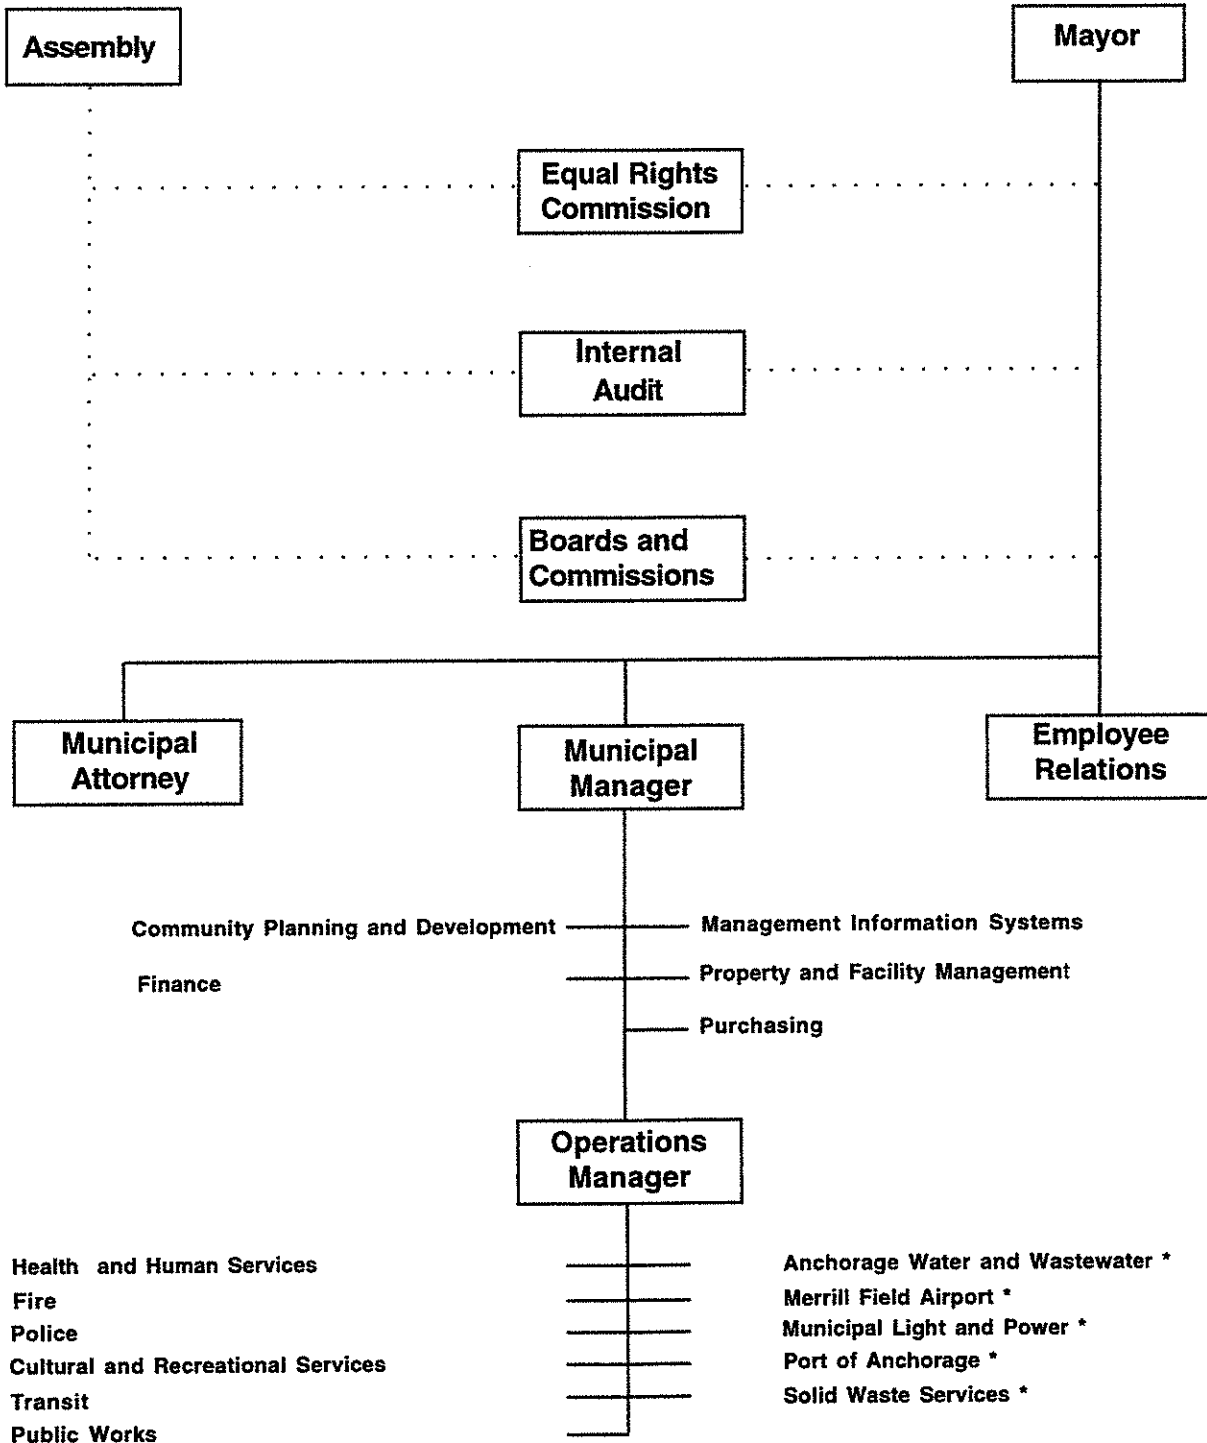 Assembly
Mayor
Equal Rights
Commission
Internal
Audit
Boards and
Commissions
Municipal
Attorney
Municipal
Manager
Employee
Relations
Community Planning and Development
Management Information Systems
Finance
Property and Facility Management
Purchasing
Operations
Manager
Health and Human Services
Anchorage Water and Wastewater *
Fire
Merrill Field Airport *
Police
Municipal Light and Power *
Cultural and Recreational Services
Port of Anchorage *
Transit
Solid Waste Services *
Public Works